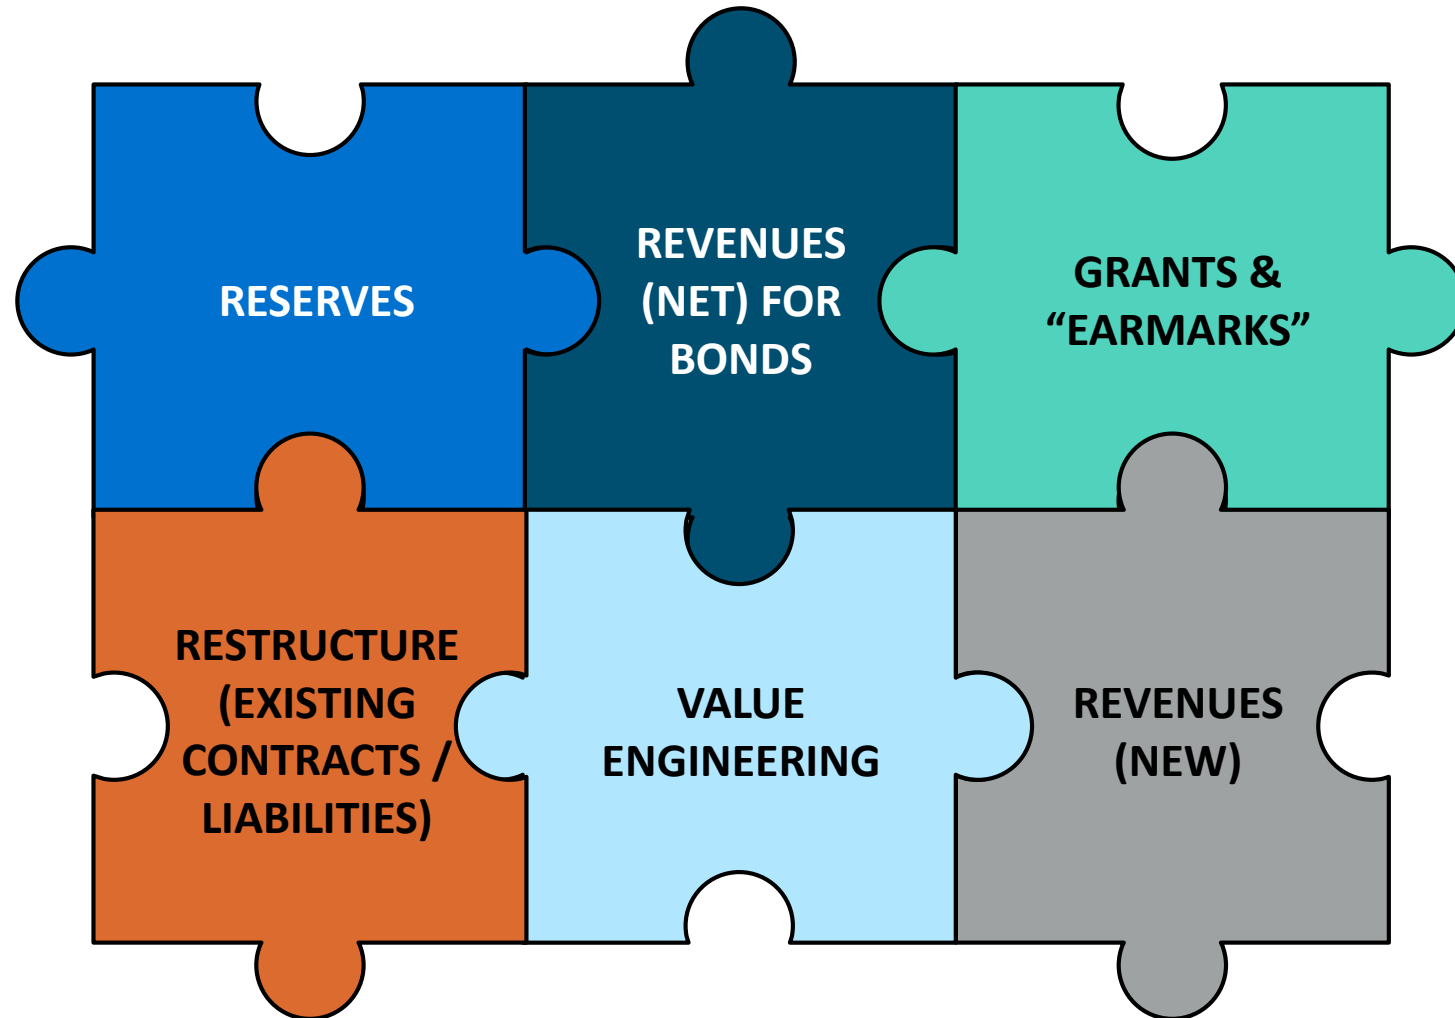 RESERVES
REVENUES
(NET) FOR
BONDS
GRANTS &
“EARMARKS”
RESTRUCTURE
(EXISTING
CONTRACTS /
LIABILITIES)
VALUE
ENGINEERING
REVENUES
(NEW)